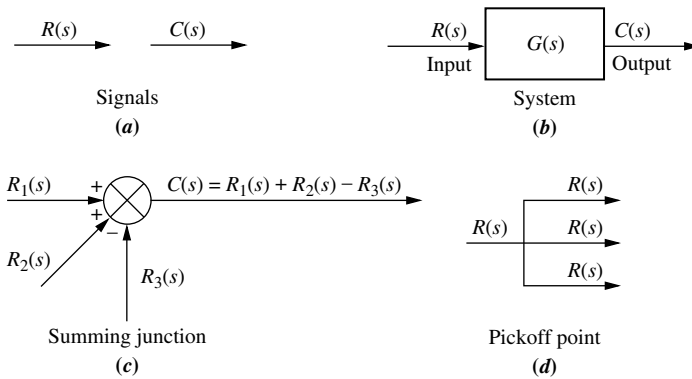 R(s)
C(s)
Signals
(a)
R(s)
Input
G(s)
C(s)
Output
System
(b)
R₁(s)
+
+
−
R₂(s)
R₃(s)
C(s) = R₁(s) + R₂(s) − R₃(s)
Summing junction
(c)
R(s)
R(s)
R(s)
R(s)
Pickoff point
(d)